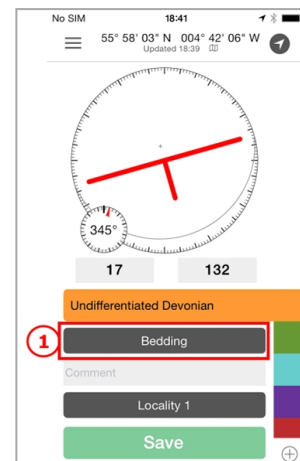 No SIM 18:41
55° 58' 03" N 004° 42' 06" W
Updated 18:39
345°
17 132
Undifferentiated Devonian
1 Bedding
Comment
Locality 1
Save